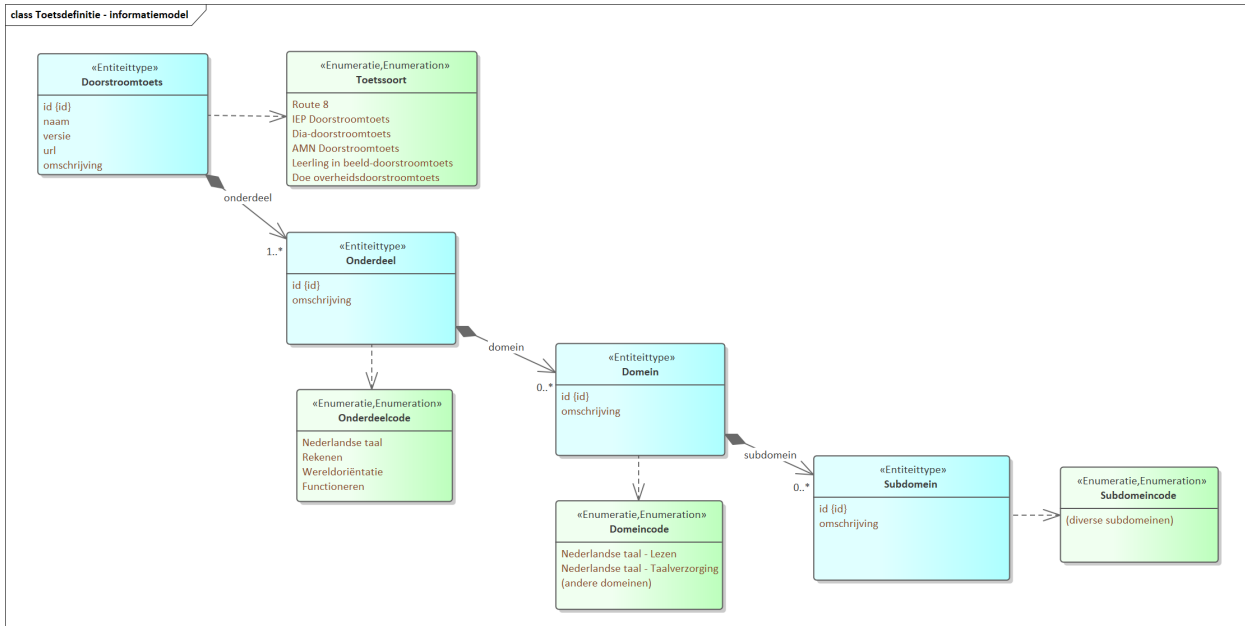 class Toetsdefinitie - informatiemodel
«Entiteittype»
Doorstroomtoets
id {id}
naam
versie
url
omschrijving
«Enumeratie,Enumeration»
Toetssoort
Route 8
IEP Doorstroomtoets
Dia-doorstroomtoets
AMN Doorstroomtoets
Leerling in beeld-doorstroomtoets
Doe overheidsdoorstroomtoets
onderdeel
1..*
«Entiteittype»
Onderdeel
id {id}
omschrijving
domein
0..*
«Enumeratie,Enumeration»
Onderdeelcode
Nederlandse taal
Rekenen
Wereldoriëntatie
Functioneren
«Entiteittype»
Domein
id {id}
omschrijving
subdomein
0..*
«Enumeratie,Enumeration»
Domeincode
Nederlandse taal - Lezen
Nederlandse taal - Taalverzorging
(andere domeinen)
«Entiteittype»
Subdomein
id {id}
omschrijving
«Enumeratie,Enumeration»
Subdomeincode
(diverse subdomeinen)